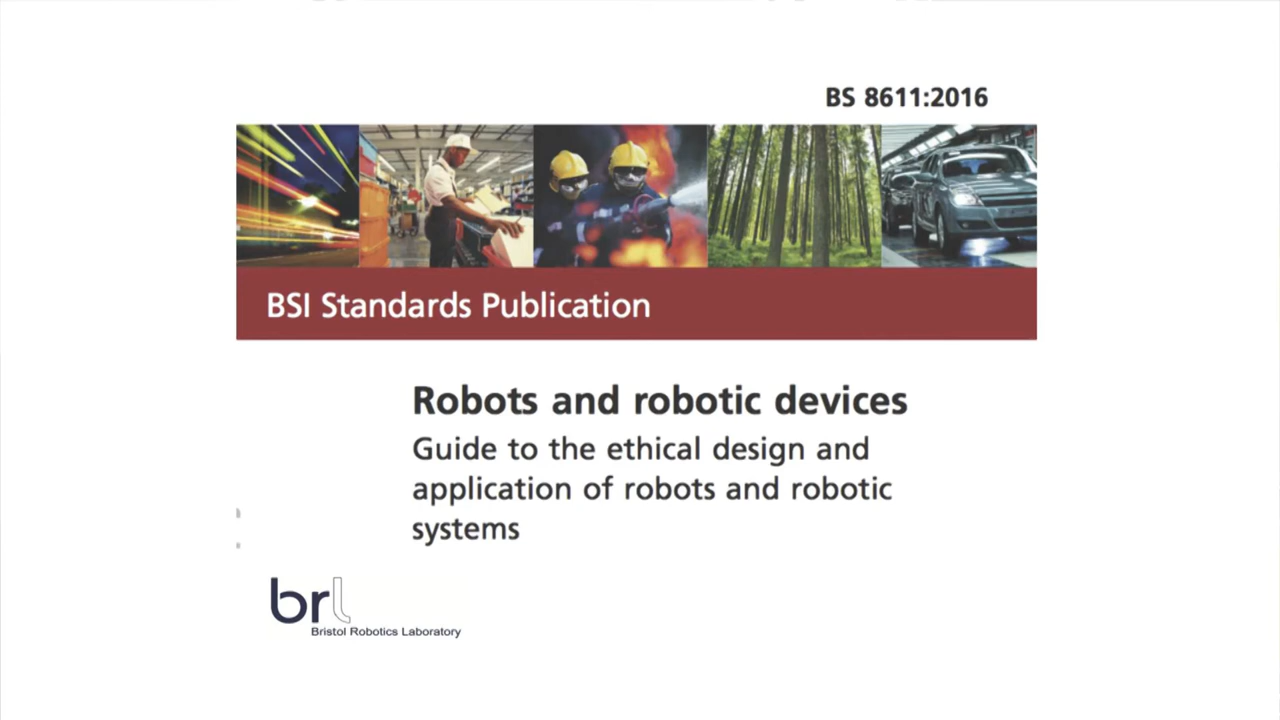 BS 8611:2016
BSI Standards Publication
Robots and robotic devices
Guide to the ethical design and
application of robots and robotic
systems
brl
Bristol Robotics Laboratory